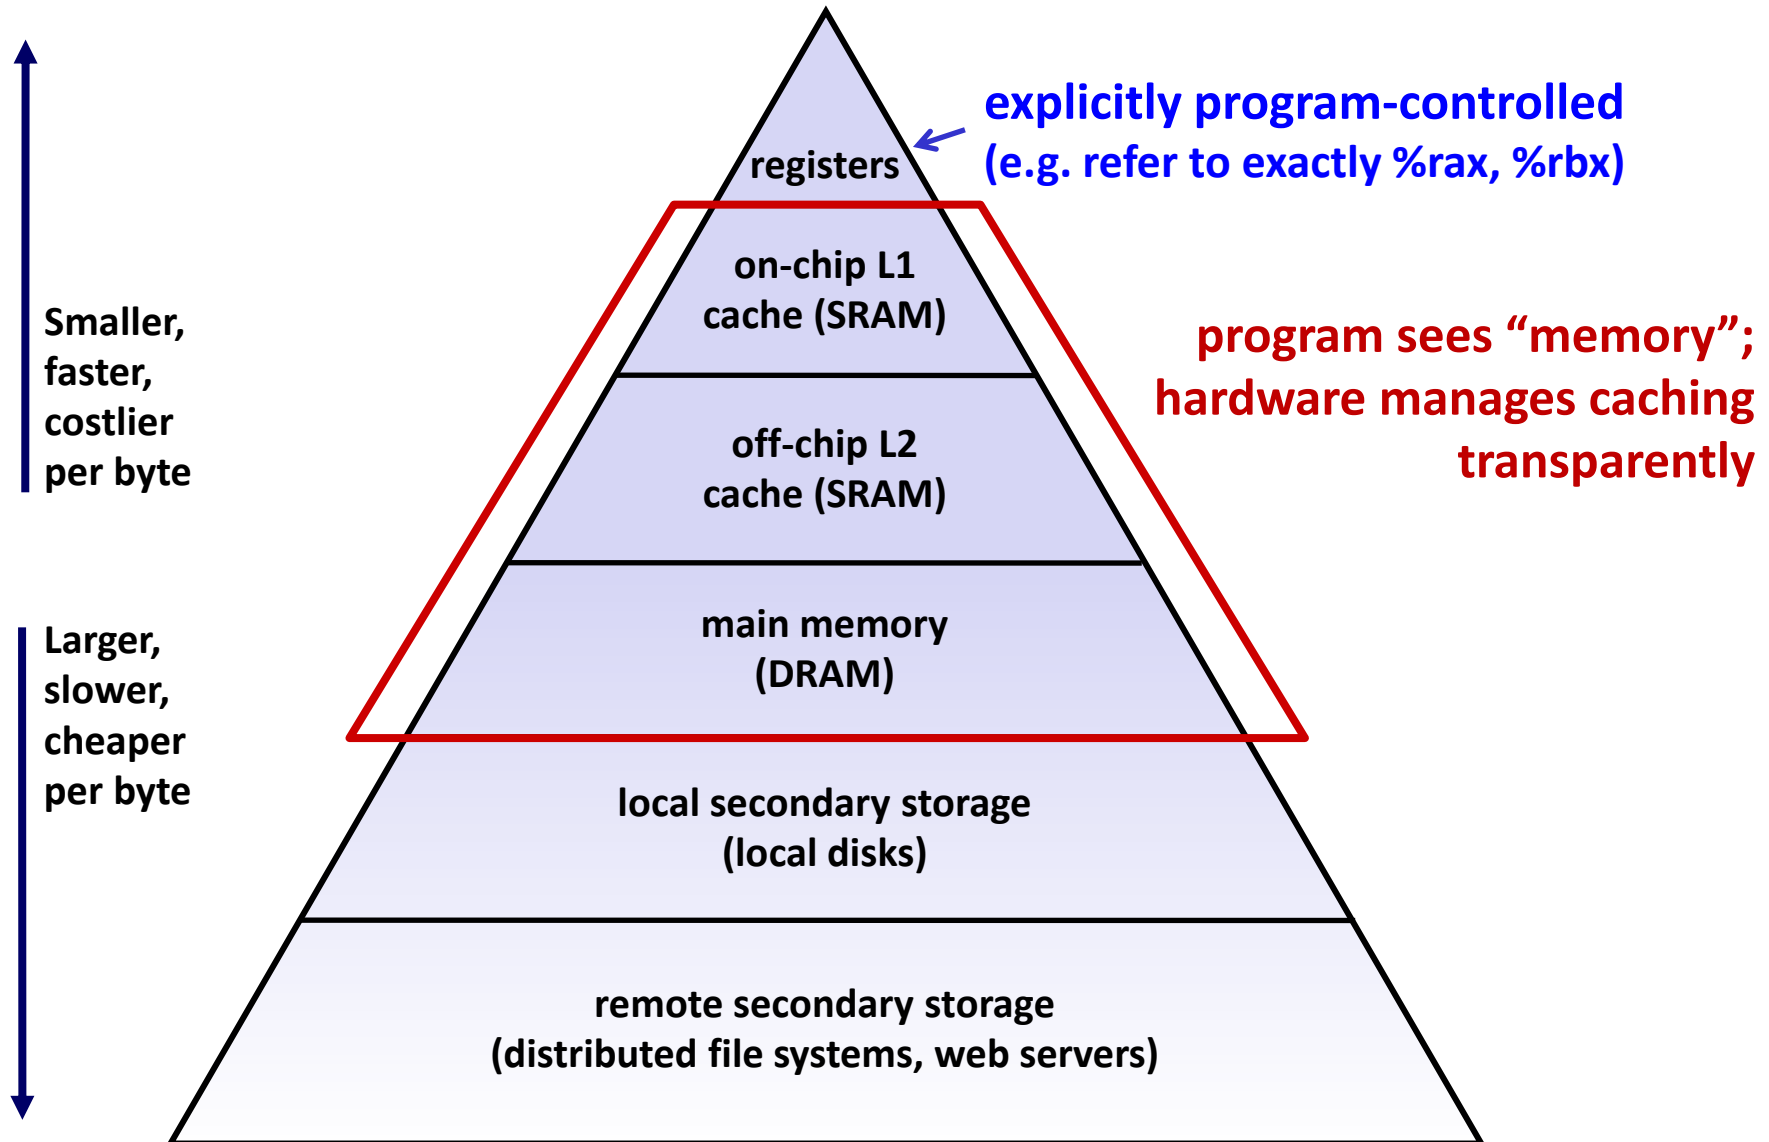 explicitly program-controlled
(e.g. refer to exactly %rax, %rbx)
registers
on-chip L1
cache (SRAM)
Smaller,
faster,
costlier
per byte
program sees “memory”;
hardware manages caching
transparently
off-chip L2
cache (SRAM)
main memory
(DRAM)
Larger,
slower,
cheaper
per byte
local secondary storage
(local disks)
remote secondary storage
(distributed file systems, web servers)